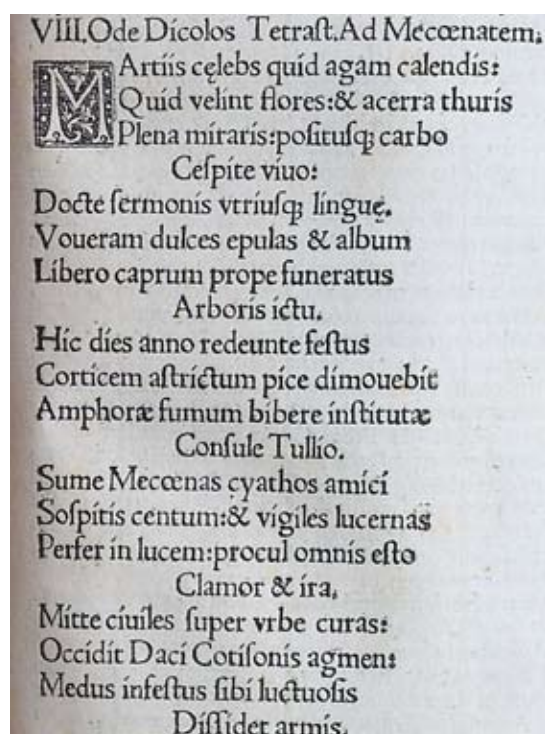 VIII.Ode Dicolos Tetraſt.Ad Mecœnatem.
MArtiis cęlebs quid agam calendis:
Quid velint flores:& acerra thuris
Plena miraris:poſituſq; carbo
Ceſpite viuo:
Docte ſermonis vtriuſq; linguę.
Voueram dulces epulas & album
Libero caprum prope funeratus
Arboris ictu.
Hic dies anno redeunte feſtus
Corticem aſtrictum pice dimouebit
Amphoræ fumum bibere inſtitutæ
Conſule Tullio.
Sume Mecœnas cyathos amici
Soſpitis centum:& vigiles lucernas
Perfer in lucem:procul omnis eſto
Clamor & ira.
Mitte ciuiles ſuper vrbe curas:
Occidit Daci Cotiſonis agmen:
Medus infeſtus ſibi luctuoſis
Diſſidet armis.